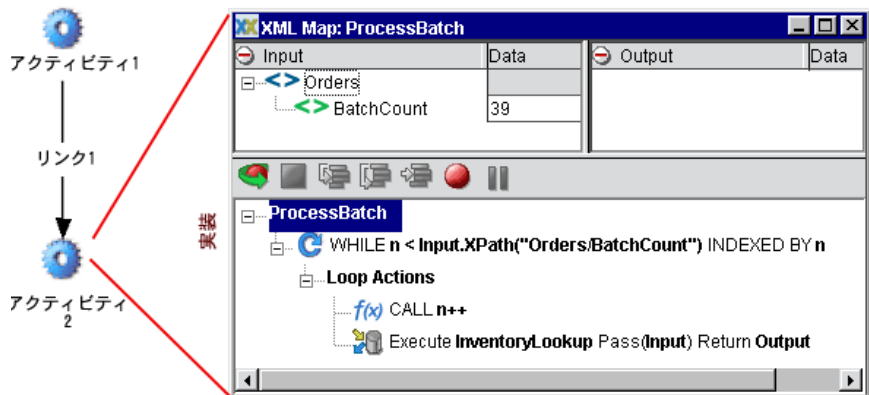 アクティビティ1
リンク1
アクティビティ
2
実装
XML Map: ProcessBatch
Input Data
Output Data
Orders
BatchCount 39
ProcessBatch
WHILE n < Input.XPath("Orders/BatchCount") INDEXED BY n
Loop Actions
f(x) CALL n++
Execute InventoryLookup Pass(Input) Return Output